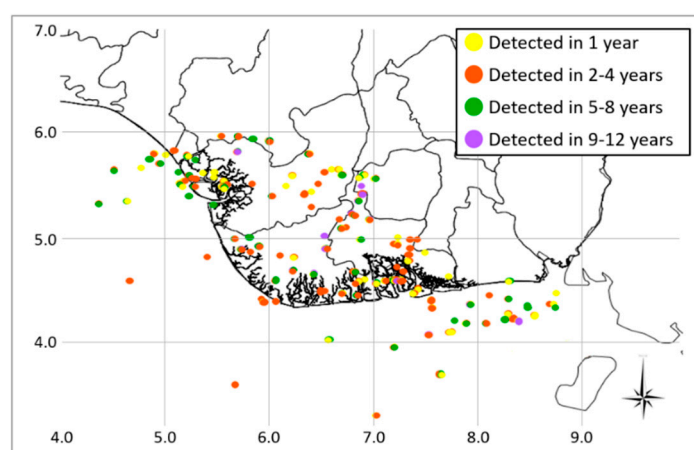 7.0
Detected in 1 year
Detected in 2-4 years
Detected in 5-8 years
Detected in 9-12 years
6.0
5.0
4.0
4.0 5.0 6.0 7.0 8.0 9.0